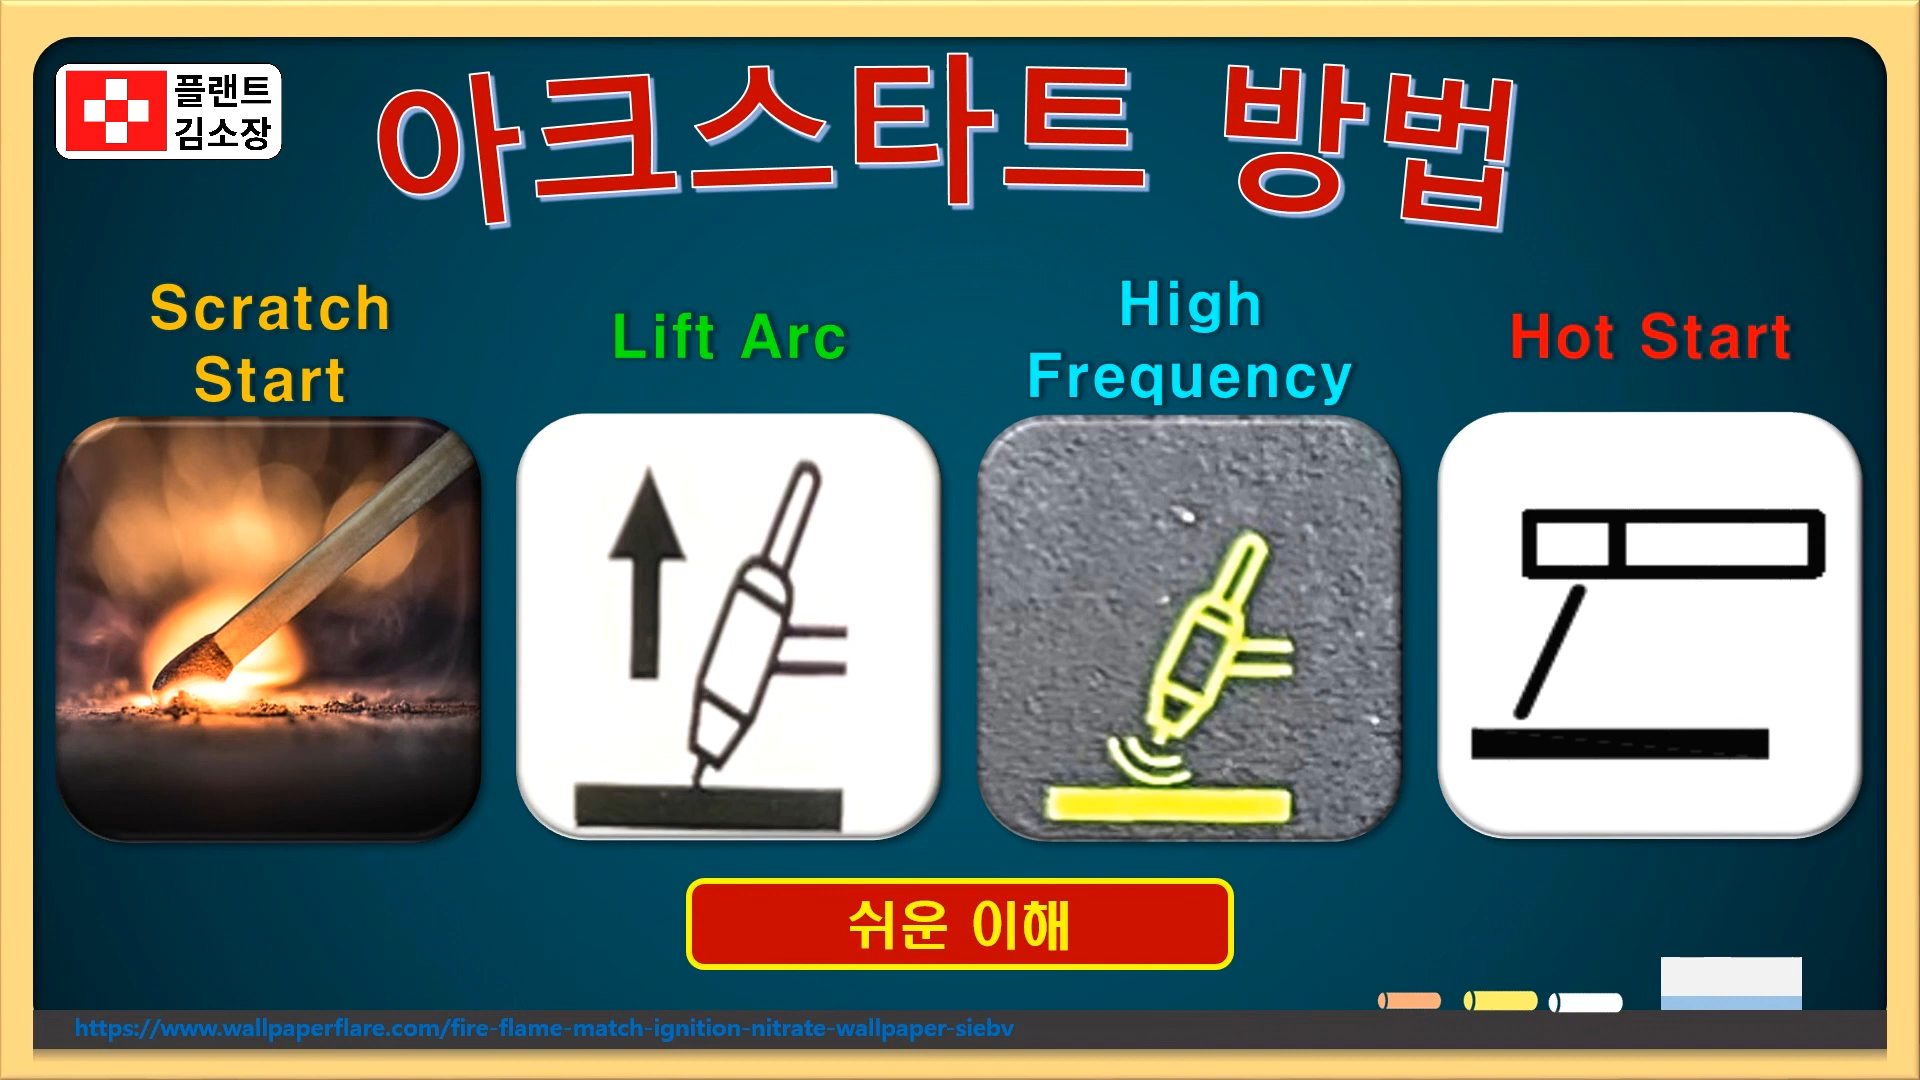 플랜트
김소장
아크스타트 방법
Scratch
Start
Lift Arc
High
Frequency
Hot Start
쉬운 이해
https://www.wallpaperflare.com/fire-flame-match-ignition-nitrate-wallpaper-siebv